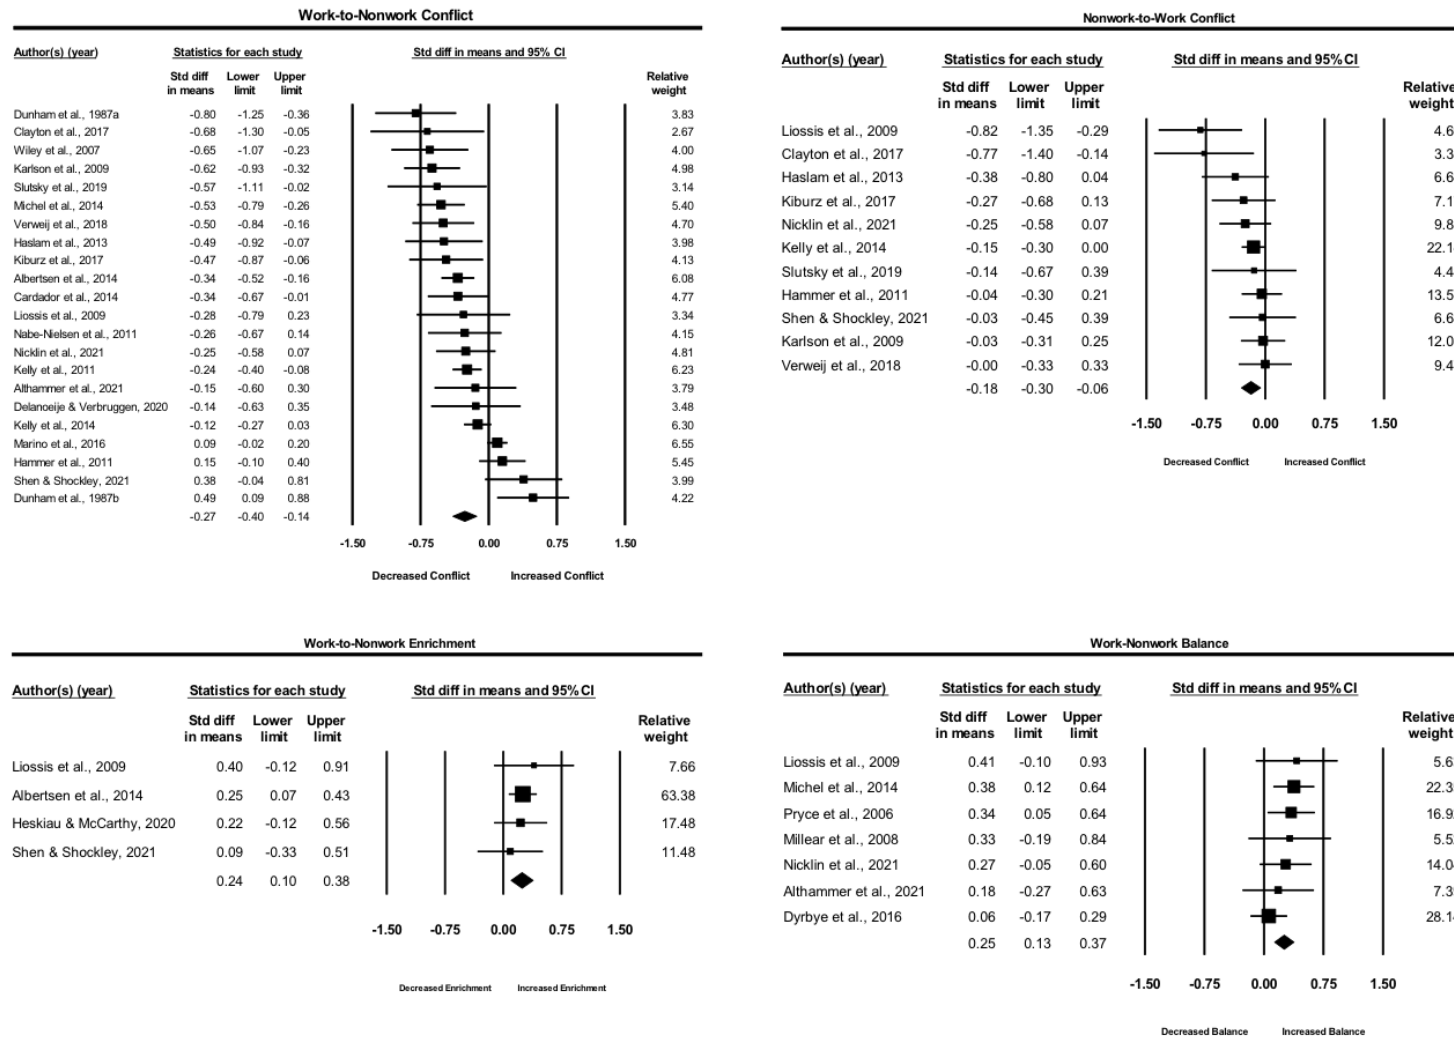 Work-to-Nonwork Conflict
Author(s) (year) Statistics for each study Std diff in means and 95% CI
Std diff Lower Upper Relative
in means limit limit weight
Dunham et al., 1987a -0.80 -1.25 -0.36 3.83
Clayton et al., 2017 -0.68 -1.30 -0.05 2.67
Wiley et al., 2007 -0.65 -1.07 -0.23 4.00
Karlson et al., 2009 -0.62 -0.93 -0.32 4.98
Slutsky et al., 2019 -0.57 -1.11 -0.02 3.14
Michel et al., 2014 -0.53 -0.79 -0.26 5.40
Verweij et al., 2018 -0.50 -0.84 -0.16 4.70
Haslam et al., 2013 -0.49 -0.92 -0.07 3.98
Kiburz et al., 2017 -0.47 -0.87 -0.06 4.13
Albertsen et al., 2014 -0.34 -0.52 -0.16 6.08
Cardador et al., 2014 -0.34 -0.67 -0.01 4.77
Liossis et al., 2009 -0.28 -0.79 0.23 3.34
Nabe-Nielsen et al., 2011 -0.26 -0.67 0.14 4.15
Nicklin et al., 2021 -0.25 -0.58 0.07 4.81
Kelly et al., 2011 -0.24 -0.40 -0.08 6.23
Althammer et al., 2021 -0.15 -0.60 0.30 3.79
Delanoeije & Verbruggen, 2020 -0.14 -0.63 0.35 3.48
Kelly et al., 2014 -0.12 -0.27 0.03 6.30
Marino et al., 2016 0.09 -0.02 0.20 6.55
Hammer et al., 2011 0.15 -0.10 0.40 5.45
Shen & Shockley, 2021 0.38 -0.04 0.81 3.99
Dunham et al., 1987b 0.49 0.09 0.88 4.22
-0.27 -0.40 -0.14
-1.50 -0.75 0.00 0.75 1.50
Decreased Conflict Increased Conflict
Nonwork-to-Work Conflict
Author(s) (year) Statistics for each study Std diff in means and 95% CI
Std diff Lower Upper Relative
in means limit limit weight
Liossis et al., 2009 -0.82 -1.35 -0.29 4.6
Clayton et al., 2017 -0.77 -1.40 -0.14 3.3
Haslam et al., 2013 -0.38 -0.80 0.04 6.6
Kiburz et al., 2017 -0.27 -0.68 0.13 7.1
Nicklin et al., 2021 -0.25 -0.58 0.07 9.8
Kelly et al., 2014 -0.15 -0.30 0.00 22.1
Slutsky et al., 2019 -0.14 -0.67 0.39 4.4
Hammer et al., 2011 -0.04 -0.30 0.21 13.5
Shen & Shockley, 2021 -0.03 -0.45 0.39 6.6
Karlson et al., 2009 -0.03 -0.31 0.25 12.0
Verweij et al., 2018 -0.00 -0.33 0.33 9.4
-0.18 -0.30 -0.06
-1.50 -0.75 0.00 0.75 1.50
Decreased Conflict Increased Conflict
Work-to-Nonwork Enrichment
Author(s) (year) Statistics for each study Std diff in means and 95% CI
Std diff Lower Upper Relative
in means limit limit weight
Liossis et al., 2009 0.40 -0.12 0.91 7.66
Albertsen et al., 2014 0.25 0.07 0.43 63.38
Heskiau & McCarthy, 2020 0.22 -0.12 0.56 17.48
Shen & Shockley, 2021 0.09 -0.33 0.51 11.48
0.24 0.10 0.38
-1.50 -0.75 0.00 0.75 1.50
Decreased Enrichment Increased Enrichment
Work-Nonwork Balance
Author(s) (year) Statistics for each study Std diff in means and 95% CI
Std diff Lower Upper Relative
in means limit limit weight
Liossis et al., 2009 0.41 -0.10 0.93 5.6
Michel et al., 2014 0.38 0.12 0.64 22.3
Pryce et al., 2006 0.34 0.05 0.64 16.9
Millear et al., 2008 0.33 -0.19 0.84 5.5
Nicklin et al., 2021 0.27 -0.05 0.60 14.0
Althammer et al., 2021 0.18 -0.27 0.63 7.3
Dyrbye et al., 2016 0.06 -0.17 0.29 28.1
0.25 0.13 0.37
-1.50 -0.75 0.00 0.75 1.50
Decreased Balance Increased Balance